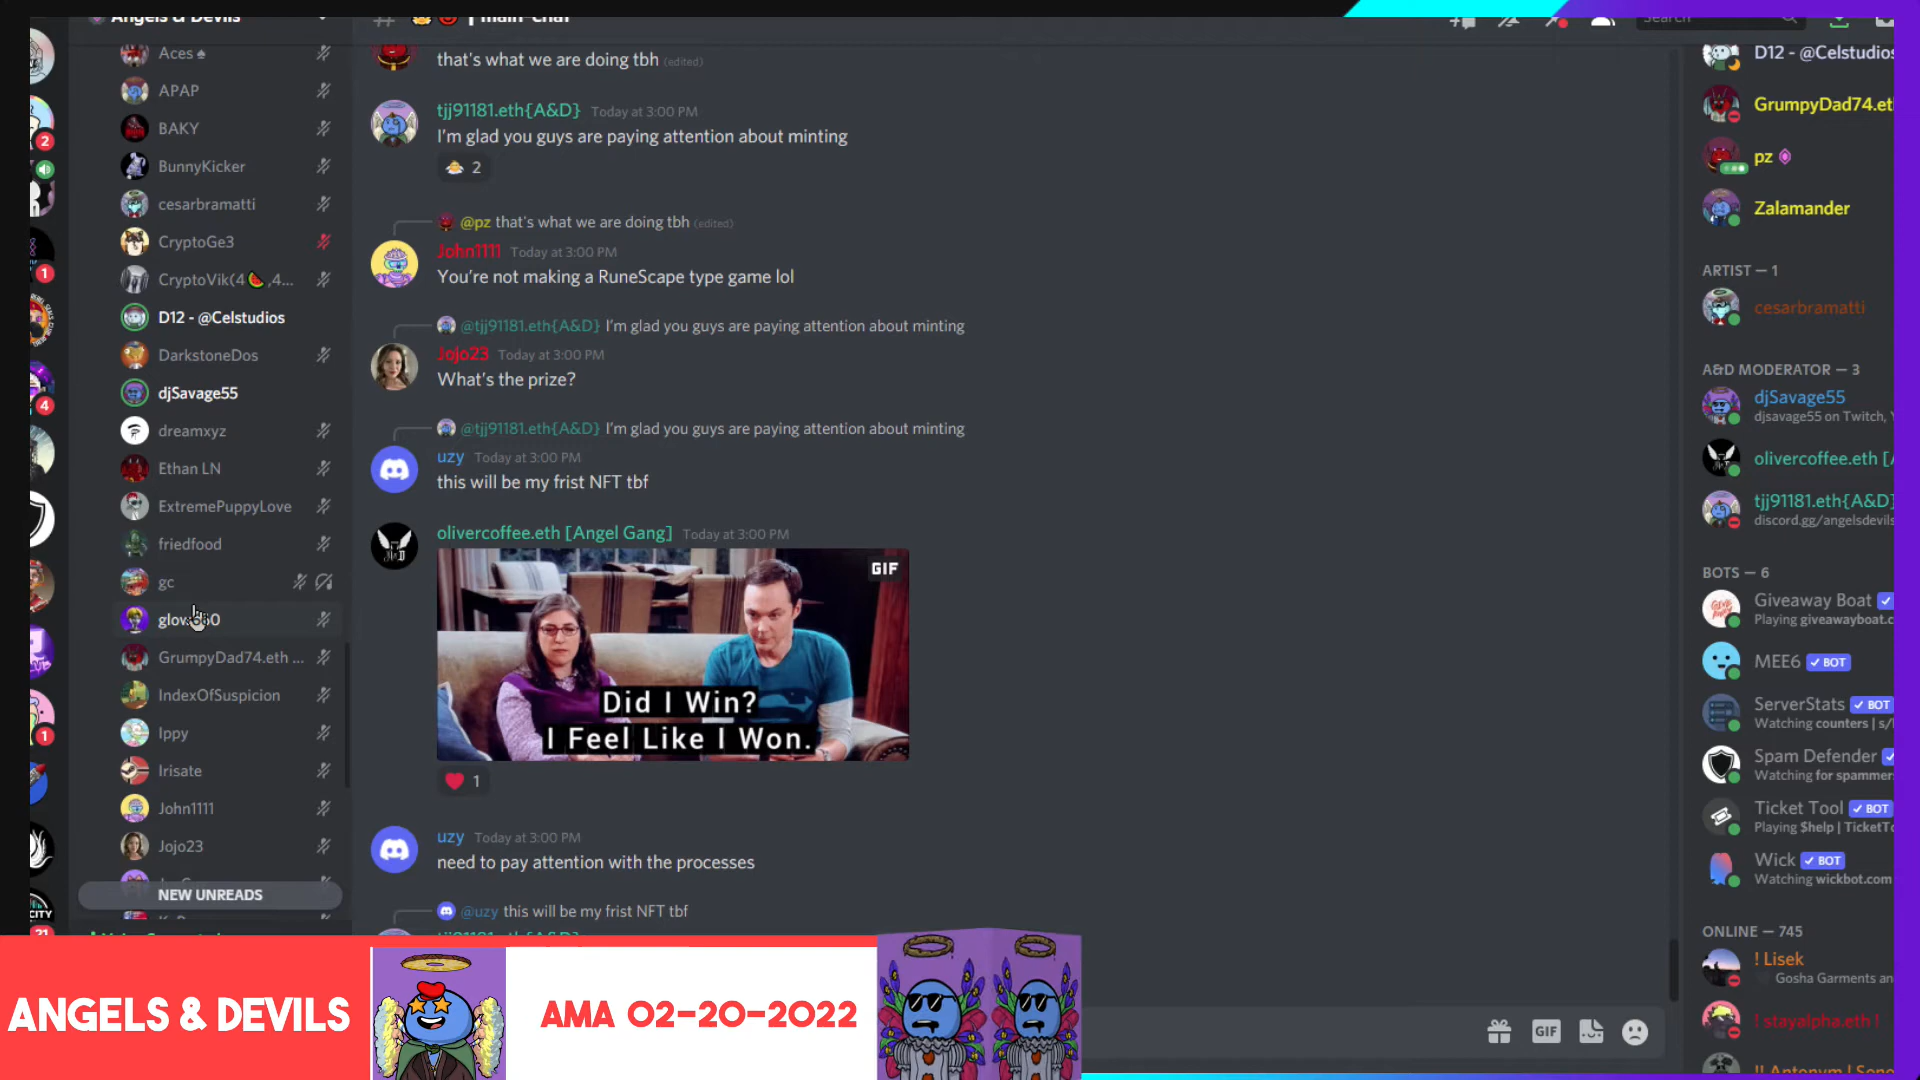 Angels & Devils
Aces ♠
APAP
BAKY
BunnyKicker
cesarbramatti
CryptoGe3
CryptoVik(4🍉,4...
D12 - @Celstudios
DarkstoneDos
djSavage55
dreamxyz
Ethan LN
ExtremePuppyLove
friedfood
gc
GrumpyDad74.eth ...
IndexOfSuspicion
Ippy
Irisate
John1111
Jojo23
NEW UNREADS
2
1
4
1
21
CITY
| main-chat
that's what we are doing tbh (edited)
tjj91181.eth{A&D} Today at 3:00 PM
I'm glad you guys are paying attention about minting
2
@pz that's what we are doing tbh (edited)
John1111 Today at 3:00 PM
You're not making a RuneScape type game lol
@tjj91181.eth{A&D} I'm glad you guys are paying attention about minting
Jojo23 Today at 3:00 PM
What's the prize?
@tjj91181.eth{A&D} I'm glad you guys are paying attention about minting
uzy Today at 3:00 PM
this will be my frist NFT tbf
olivercoffee.eth [Angel Gang] Today at 3:00 PM
GIF
Did I Win?
I Feel Like I Won.
1
uzy Today at 3:00 PM
need to pay attention with the processes
@uzy this will be my frist NFT tbf
tjj91181.eth{A&D}
GIF
Search
D12 - @Celstudios
GrumpyDad74.et
pz
Zalamander
ARTIST — 1
cesarbramatti
A&D MODERATOR — 3
djSavage55
djsavage55 on Twitch, Y
olivercoffee.eth [A
tjj91181.eth{A&D}
discord.gg/angelsdevils
BOTS — 6
Giveaway Boat
Playing giveawayboat.c
MEE6 BOT
ServerStats BOT
Watching counters | s/
Spam Defender
Watching for spammers
Ticket Tool BOT
Playing $help | TicketTo
Wick BOT
Watching wickbot.com
ONLINE — 745
! Lisek
Gosha Garments an
! stayalpha.eth !
ANGELS & DEVILS
AMA 02-20-2022